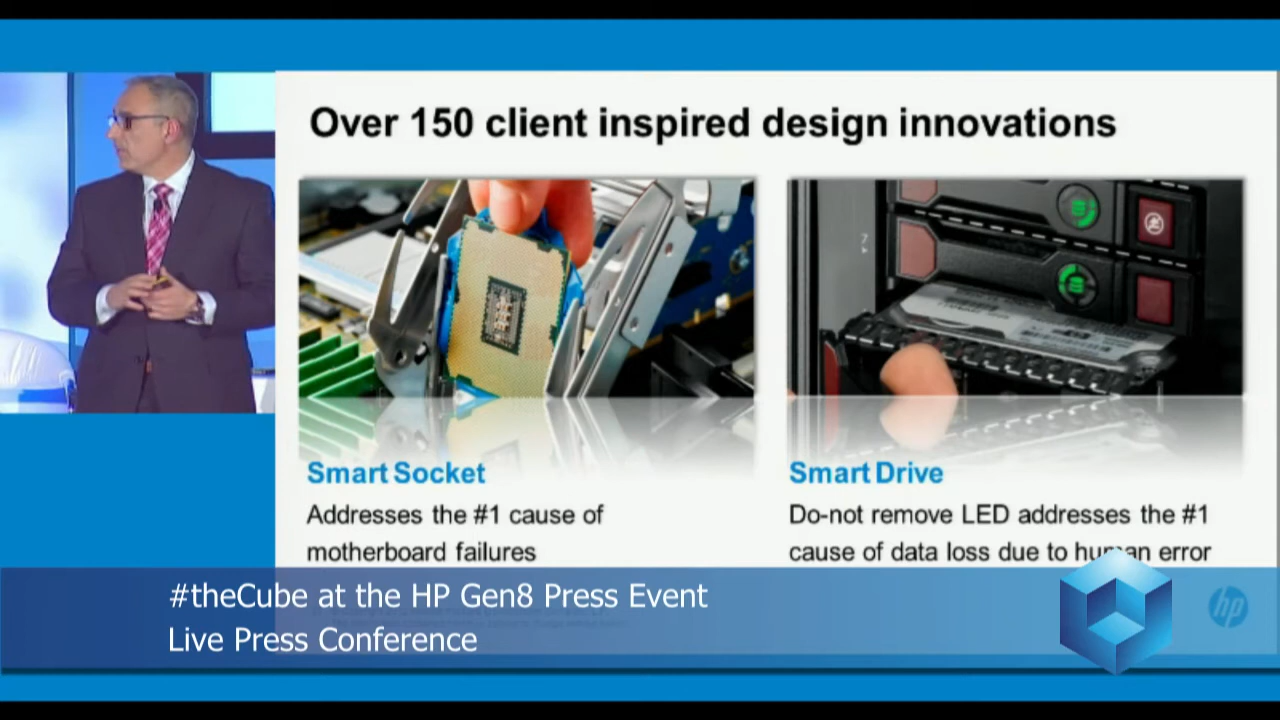 Over 150 client inspired design innovations
Smart Socket
Addresses the #1 cause of
motherboard failures
Smart Drive
Do-not remove LED addresses the #1
cause of data loss due to human error
#theCube at the HP Gen8 Press Event
Live Press Conference
hp